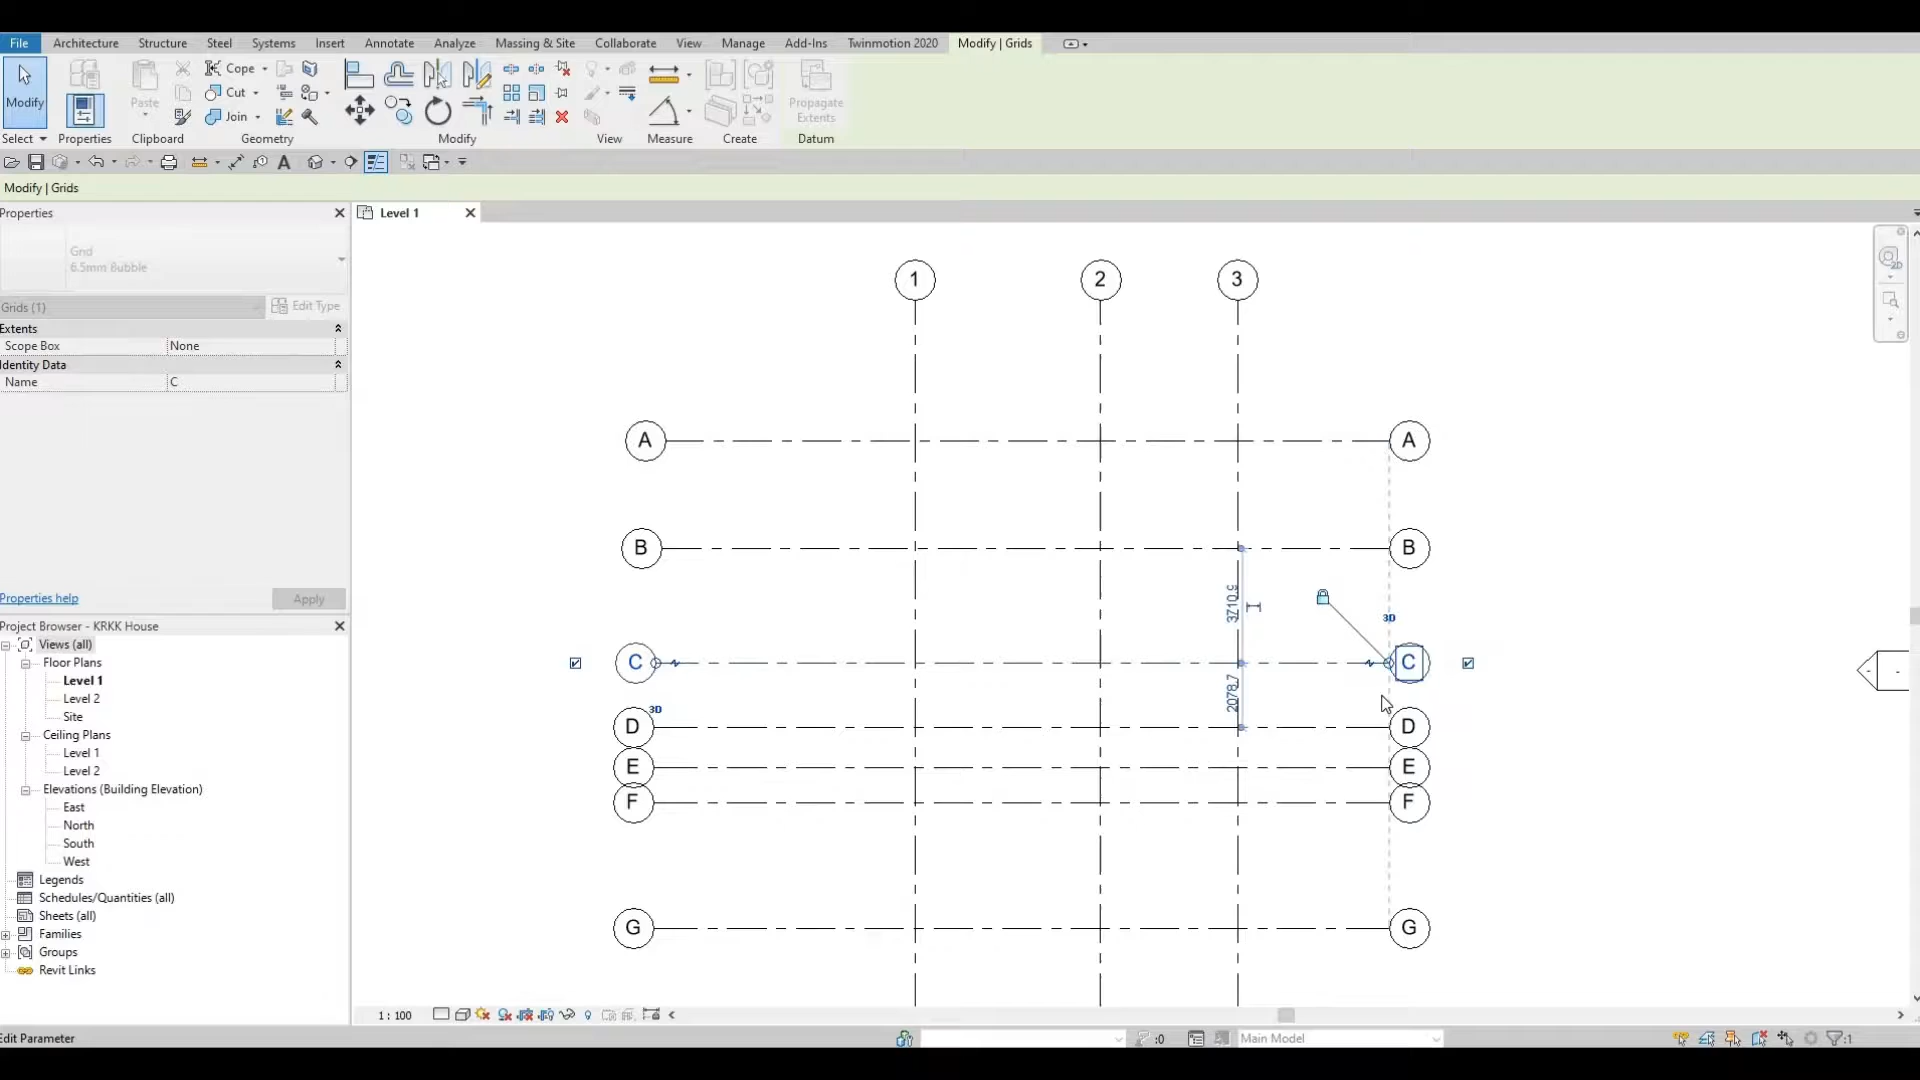 File Architecture Structure Steel Systems Insert Annotate Analyze Massing & Site Collaborate View Manage Add-Ins Twinmotion 2020 Modify | Grids
Modify Paste Cope Cut Join Propagate Extents
Select Properties Clipboard Geometry Modify View Measure Create Datum
Modify | Grids
Properties
Level 1
Grid
6.5mm Bubble
Grids (1) Edit Type
Extents
Scope Box None
Identity Data
Name C
Properties help Apply
Project Browser - KRKK House
Views (all)
Floor Plans
Level 1
Level 2
Site
Ceiling Plans
Level 1
Level 2
Elevations (Building Elevation)
East
North
South
West
Legends
Schedules/Quantities (all)
Sheets (all)
Families
Groups
Revit Links
2D
1 2 3
A A
B B
3710.9
3D
C C
2078.7
3D
D D
E E
F F
G G
1 : 100
Edit Parameter
:0 Main Model :1